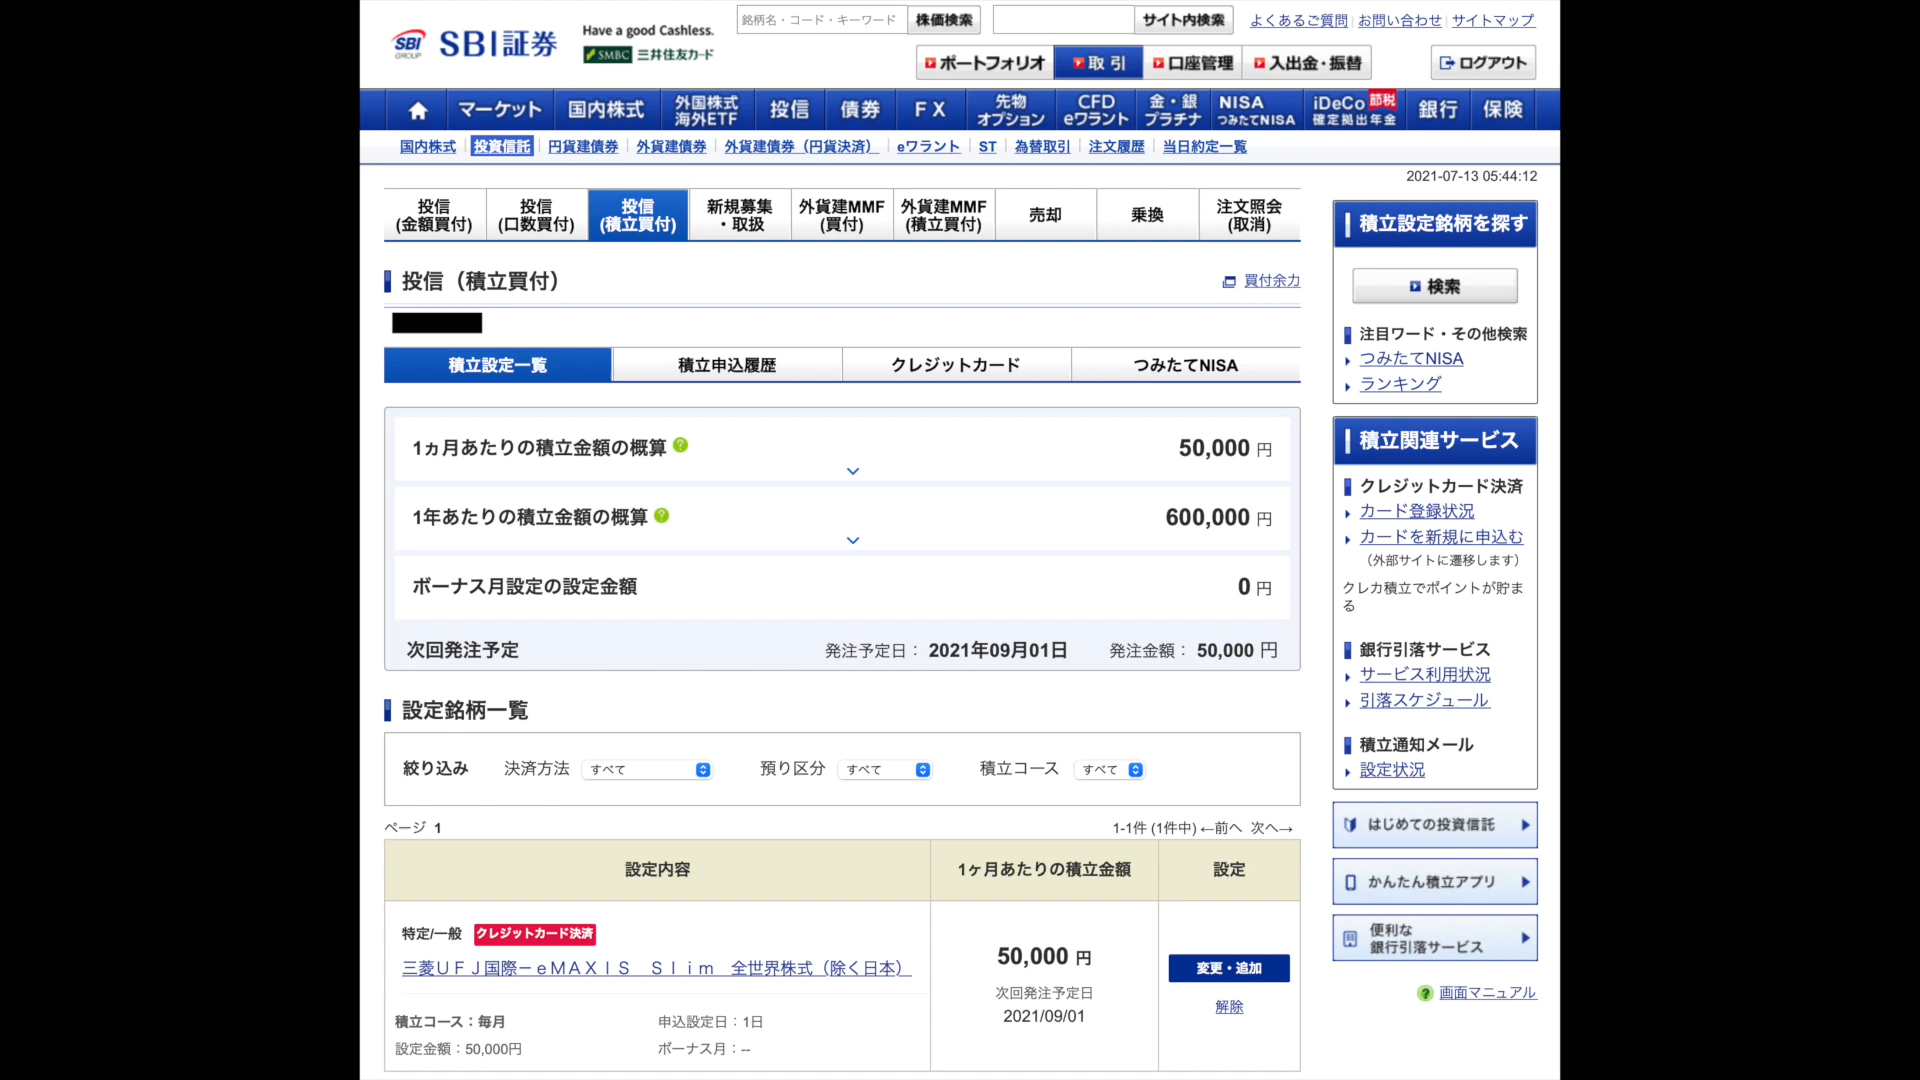 SBI GROUP SBI証券
Have a good Cashless.
SMBC 三井住友カード
銘柄名・コード・キーワード 株価検索 サイト内検索 よくあるご質問 お問い合わせ サイトマップ
ポートフォリオ 取引 口座管理 入出金・振替 ログアウト
マーケット 国内株式 外国株式 海外ETF 投信 債券 FX 先物 オプション CFD eワラント 金・銀 プラチナ NISA つみたてNISA iDeCo 節税 確定拠出年金 銀行 保険
国内株式 投資信託 円貨建債券 外貨建債券 外貨建債券（円貨決済） eワラント ST 為替取引 注文履歴 当日約定一覧
2021-07-13 05:44:12
投信 (金額買付) 投信 (口数買付) 投信 (積立買付) 新規募集 ・取扱 外貨建MMF (買付) 外貨建MMF (積立買付) 売却 乗換 注文照会 (取消)
投信（積立買付） 買付余力
積立設定一覧 積立申込履歴 クレジットカード つみたてNISA
1ヵ月あたりの積立金額の概算 ? 50,000 円
1年あたりの積立金額の概算 ? 600,000 円
ボーナス月設定の設定金額 0 円
次回発注予定 発注予定日： 2021年09月01日 発注金額： 50,000 円
設定銘柄一覧
絞り込み 決済方法 すべて 預り区分 すべて 積立コース すべて
ページ 1 1-1件 (1件中) ←前へ 次へ→
設定内容 1ヶ月あたりの積立金額 設定
特定/一般 クレジットカード決済
三菱ＵＦＪ国際－ｅＭＡＸＩＳ　Ｓｌｉｍ　全世界株式（除く日本）
積立コース：毎月 申込設定日：1日
設定金額：50,000円 ボーナス月：--
50,000 円
次回発注予定日
2021/09/01
変更・追加
解除
積立設定銘柄を探す
検索
注目ワード・その他検索
つみたてNISA
ランキング
積立関連サービス
クレジットカード決済
カード登録状況
カードを新規に申込む
（外部サイトに遷移します）
クレカ積立でポイントが貯ま
る
銀行引落サービス
サービス利用状況
引落スケジュール
積立通知メール
設定状況
はじめての投資信託
かんたん積立アプリ
便利な
銀行引落サービス
? 画面マニュアル